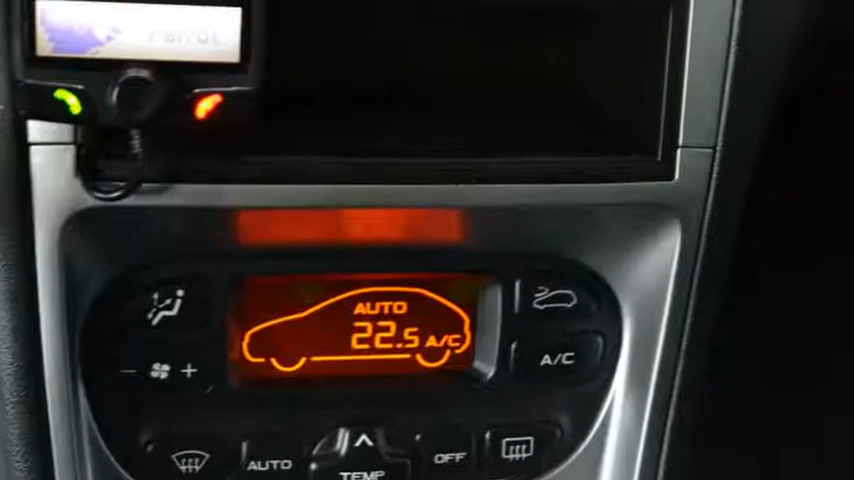 Parrot
AUTO
22.5 A/C
A/C
- +
AUTO
TEMP
OFF